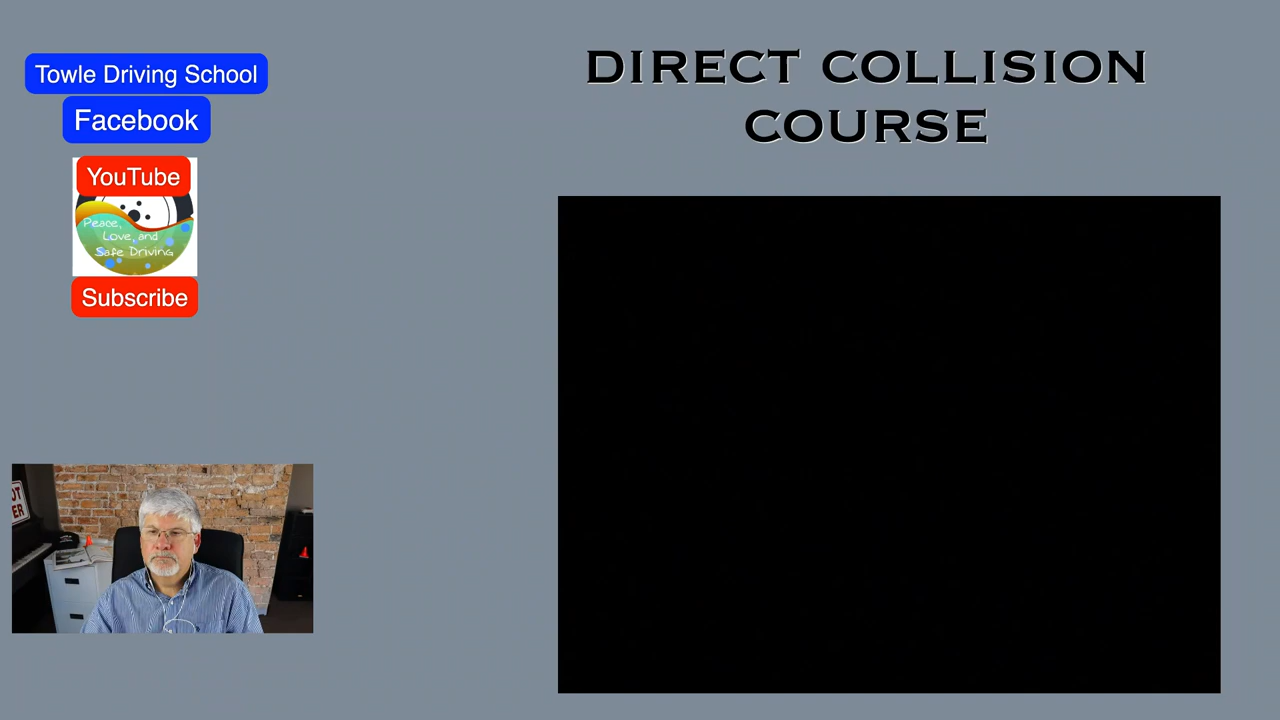 Towle Driving School
Facebook
YouTube
Peace,
Love, and
Safe Driving
Subscribe
DIRECT COLLISION
COURSE